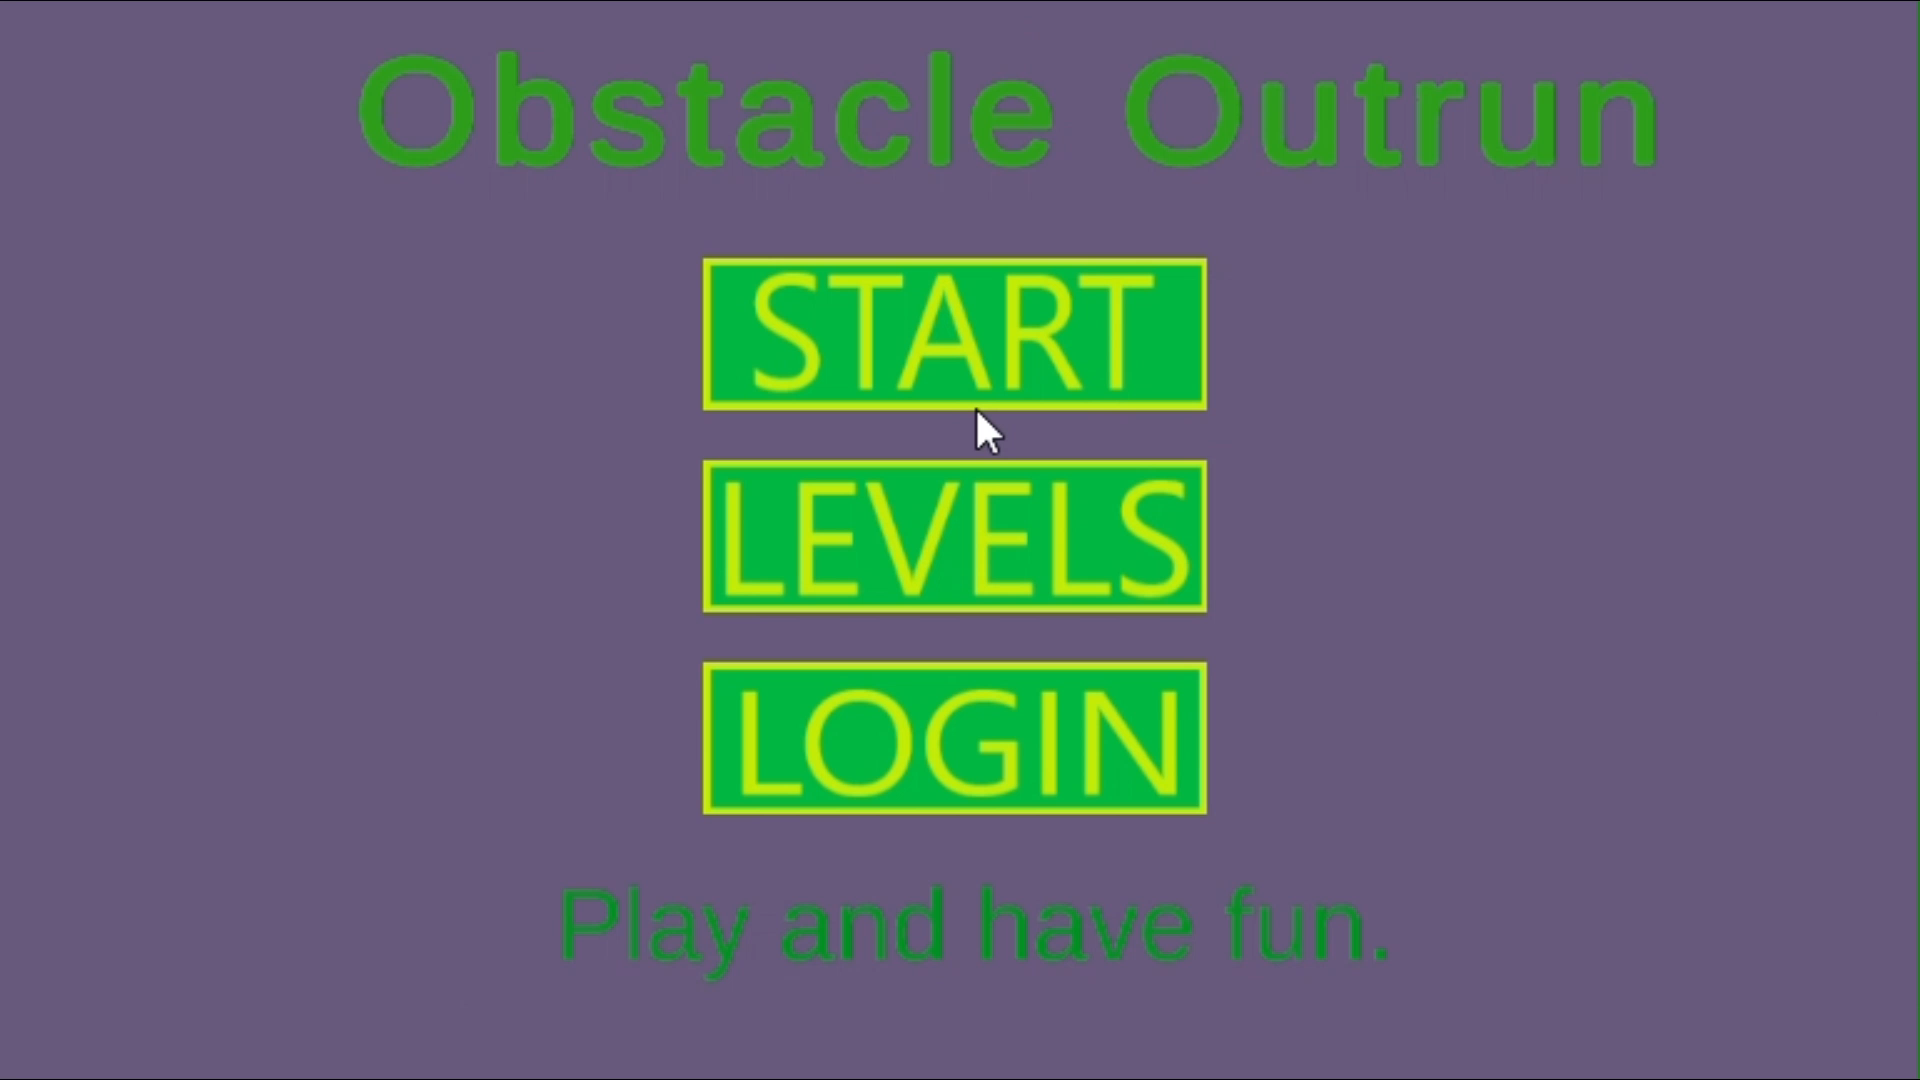 Obstacle Outrun
START
LEVELS
LOGIN
Play and have fun.